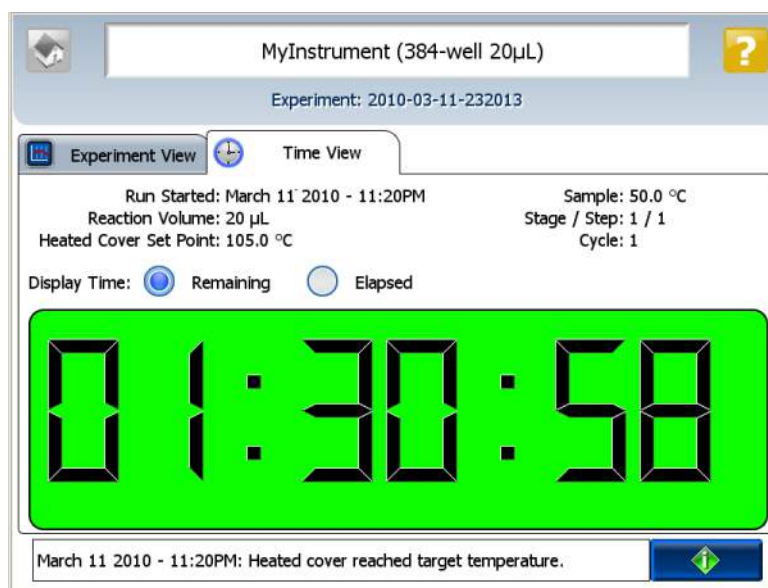 MyInstrument (384-well 20µL)
?
Experiment: 2010-03-11-232013
Experiment View
Time View
Run Started: March 11 2010 - 11:20PM
Sample: 50.0 °C
Reaction Volume: 20 µL
Stage / Step: 1 / 1
Heated Cover Set Point: 105.0 °C
Cycle: 1
Display Time: Remaining Elapsed
01:30:58
March 11 2010 - 11:20PM: Heated cover reached target temperature.
i